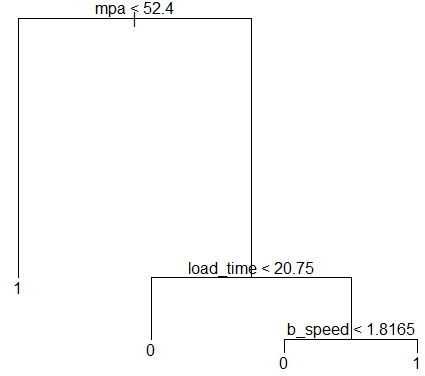 mpa < 52.4
load_time < 20.75
1
b_speed < 1.8165
0
0
1